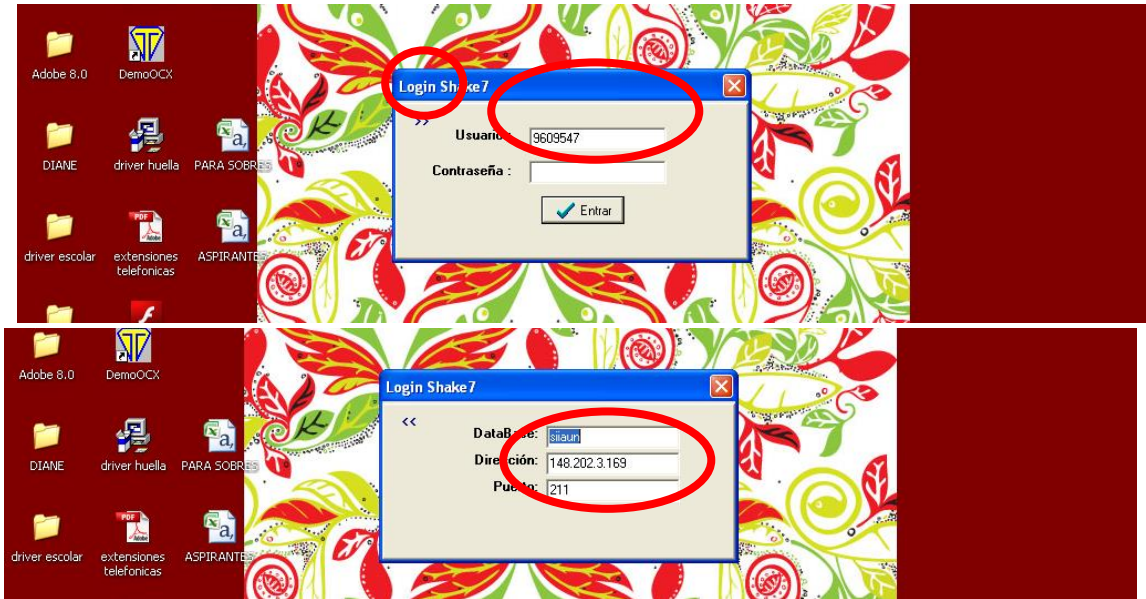 Adobe 8.0
DemoOCX
DIANE
driver huella
PARA SOBRES
driver escolar
extensiones
telefonicas
ASPIRANTES
Login Shake7
>>
Usuario :
9609547
Contraseña :
Entrar
Adobe 8.0
DemoOCX
DIANE
driver huella
PARA SOBRES
driver escolar
extensiones
telefonicas
ASPIRANTES
Login Shake7
<<
DataBase:
siiaun
Dirección:
148.202.3.169
Puerto:
211